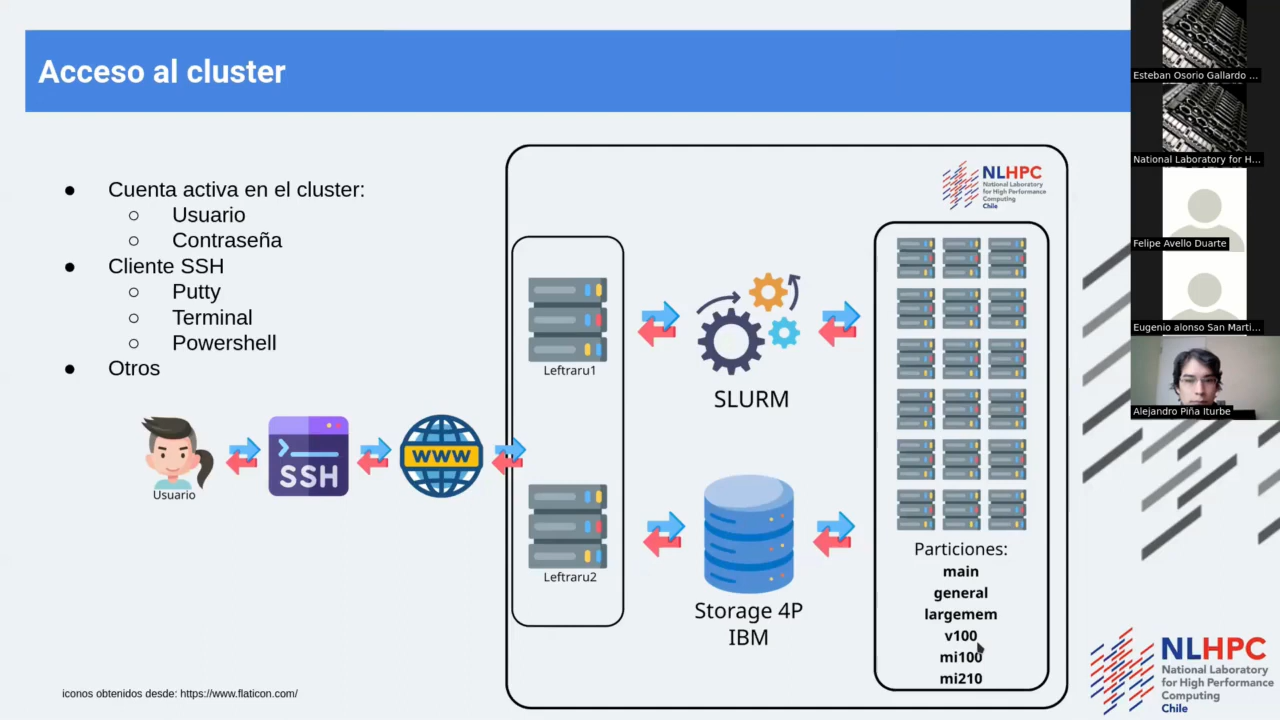 Acceso al cluster
● Cuenta activa en el cluster:
○ Usuario
○ Contraseña
● Cliente SSH
○ Putty
○ Terminal
○ Powershell
● Otros
Usuario
SSH
WWW
Leftraru1
Leftraru2
SLURM
Storage 4P
IBM
NLHPC
National Laboratory
for High Performance
Computing
Chile
Particiones:
main
general
largemem
v100
mi100
mi210
iconos obtenidos desde: https://www.flaticon.com/
Esteban Osorio Gallardo ...
National Laboratory for H...
Felipe Avello Duarte
Eugenio alonso San Marti...
Alejandro Piña Iturbe
NLHPC
National Laboratory
for High Performance
Computing
Chile